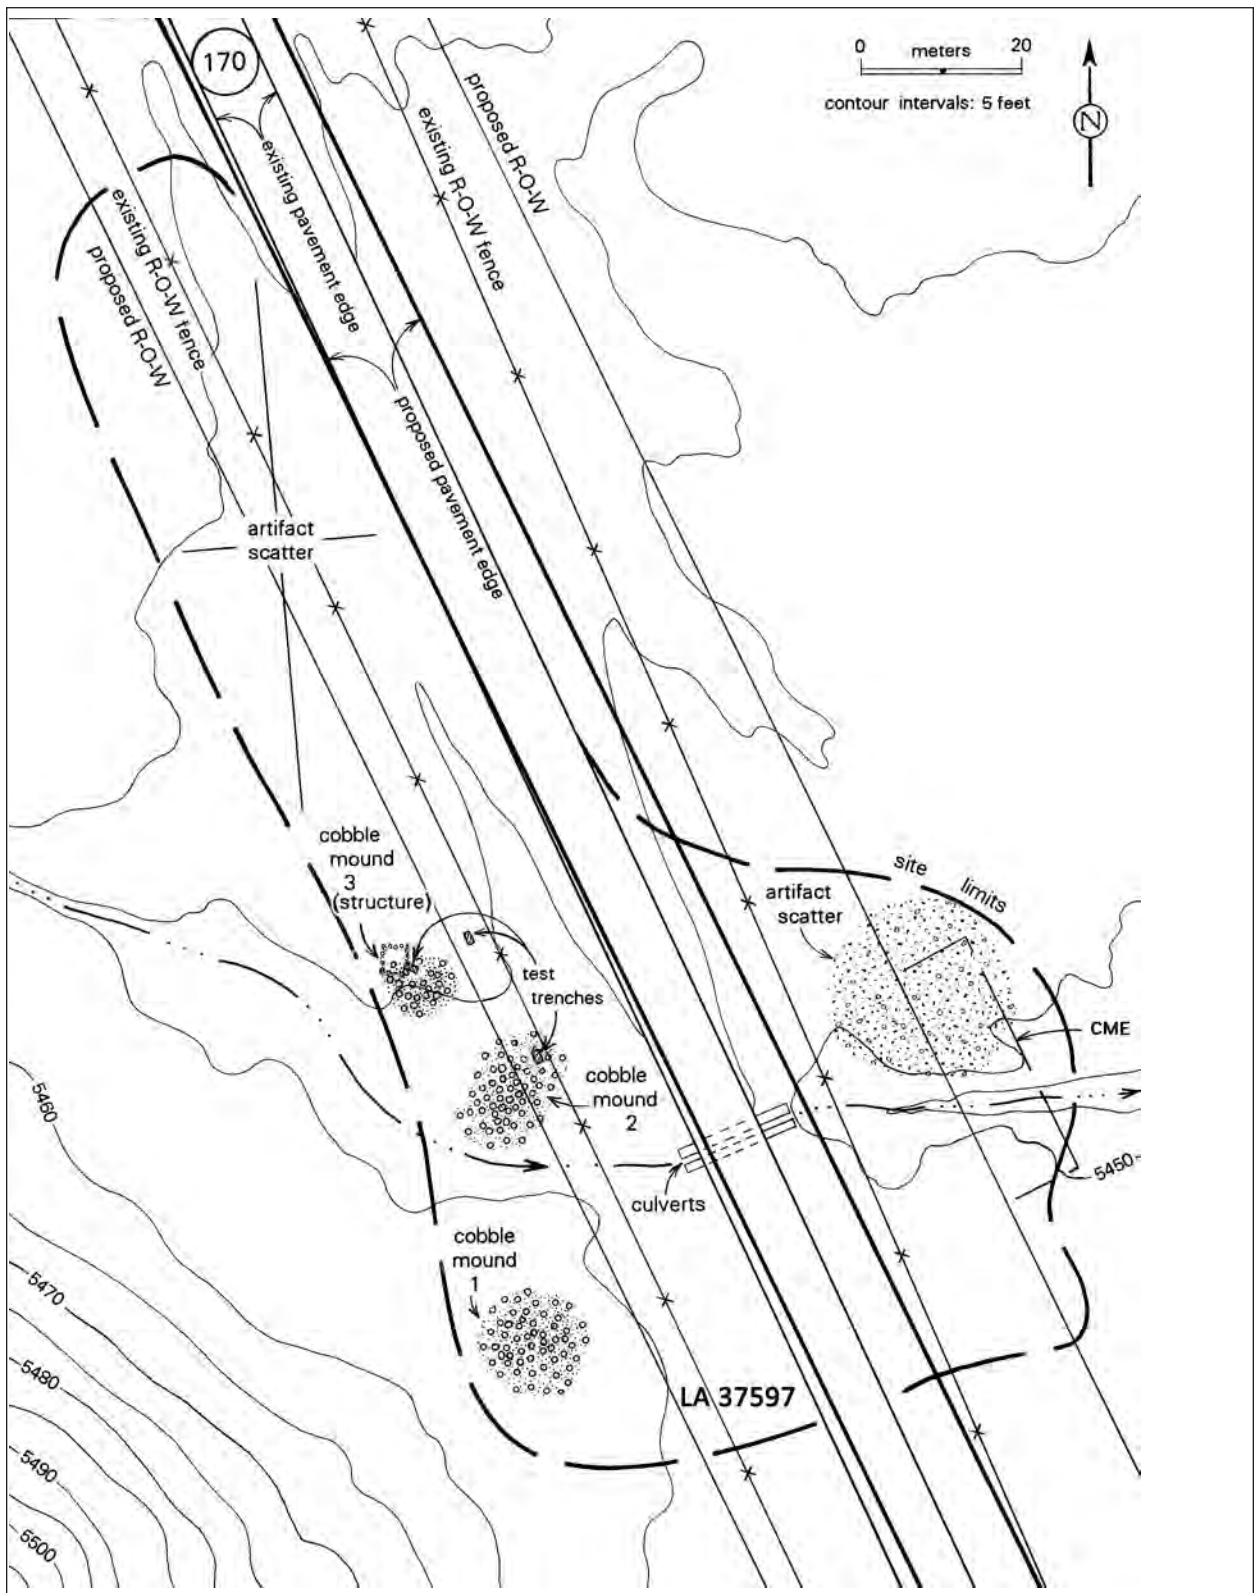 170
0 meters 20
contour intervals: 5 feet
N
proposed R-O-W
existing R-O-W fence
existing pavement edge
existing R-O-W fence
proposed R-O-W
proposed pavement edge
artifact
scatter
cobble
mound
3
(structure)
site
limits
artifact
scatter
test
trenches
CME
cobble
mound
2
5460
5450
culverts
cobble
mound
1
5470
5480
5490
5500
LA 37597